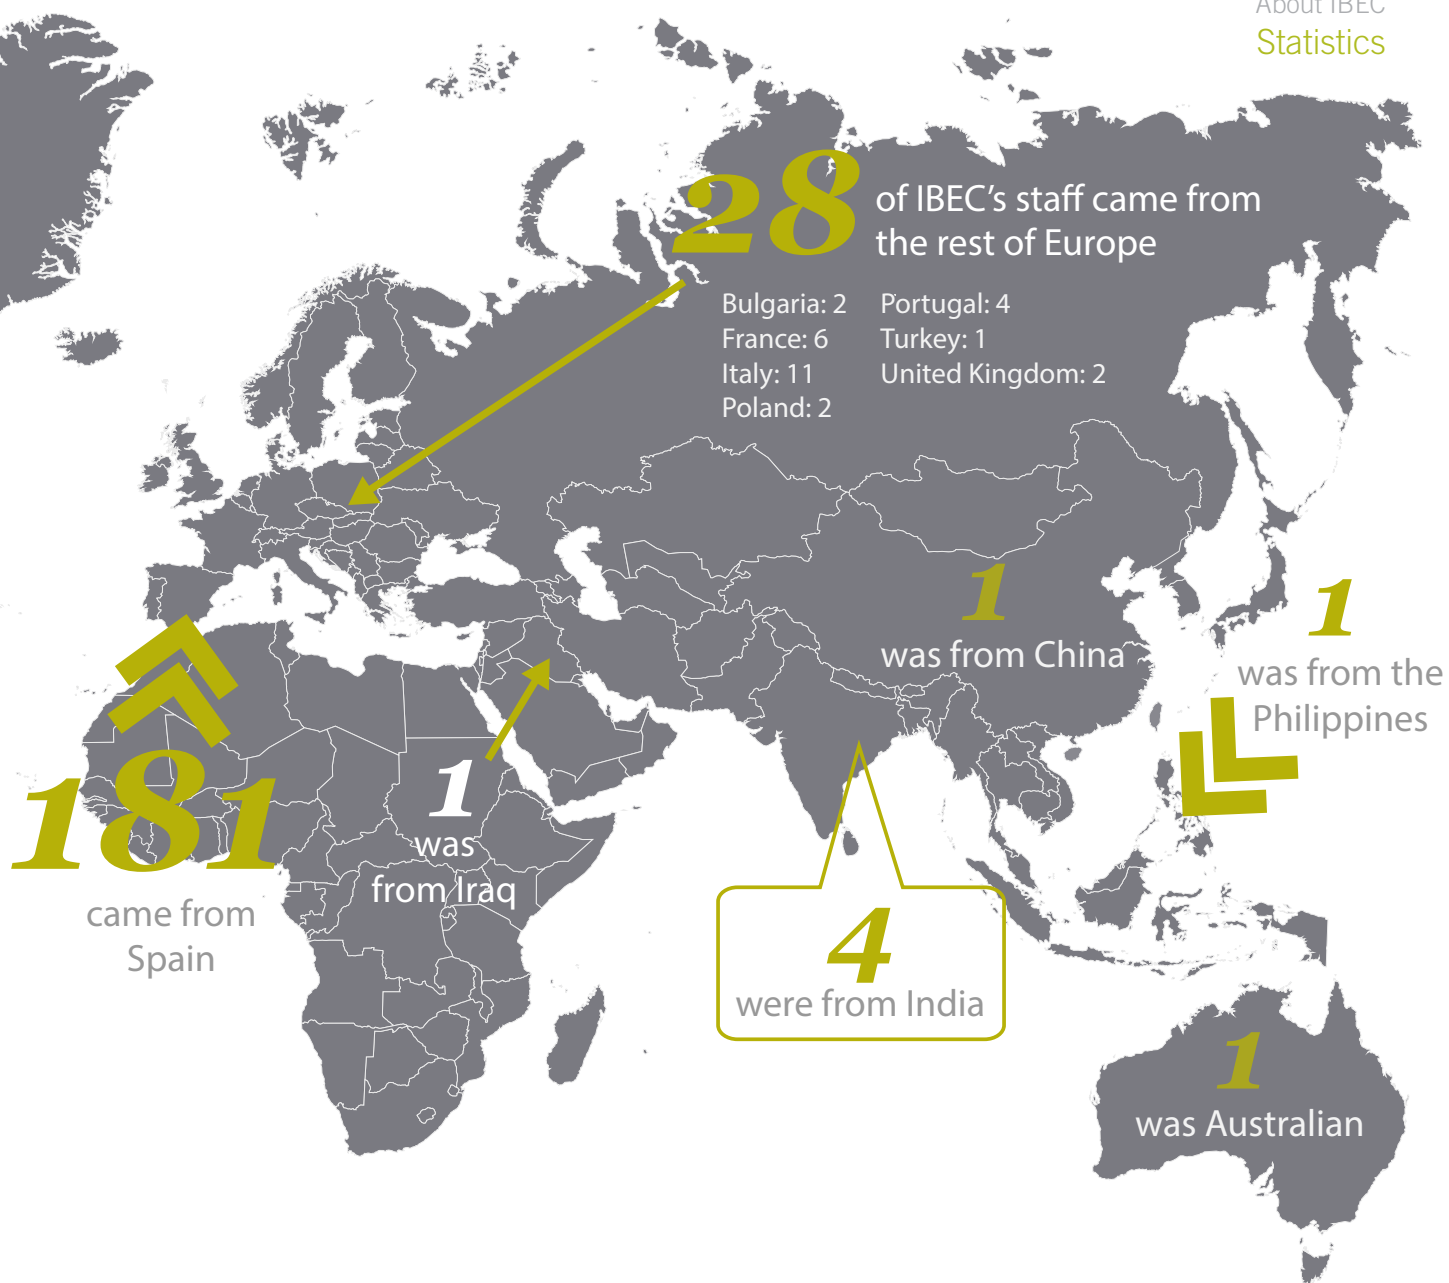 About IBEC
Statistics
28
of IBEC’s staff came from
the rest of Europe
Bulgaria: 2
France: 6
Italy: 11
Poland: 2
Portugal: 4
Turkey: 1
United Kingdom: 2
1
was from China
1
was from the
Philippines
181
came from
Spain
1
was
from Iraq
4
were from India
1
was Australian